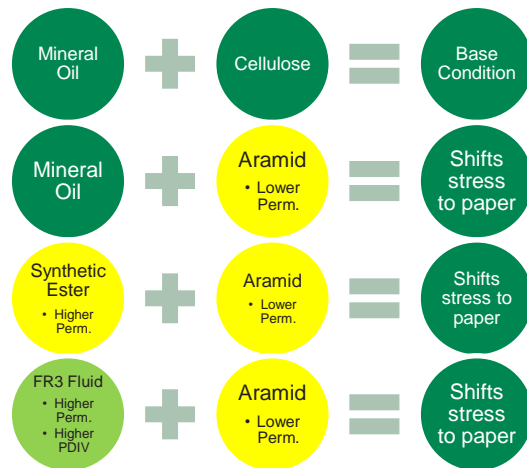 Mineral
Oil
Cellulose
Base
Condition
Mineral
Oil
Aramid
• Lower
Perm.
Shifts
stress
to paper
Synthetic
Ester
• Higher
Perm.
Aramid
• Lower
Perm.
Shifts
stress to
paper
FR3 Fluid
• Higher
Perm.
• Higher
PDIV
Aramid
• Lower
Perm.
Shifts
stress
to paper